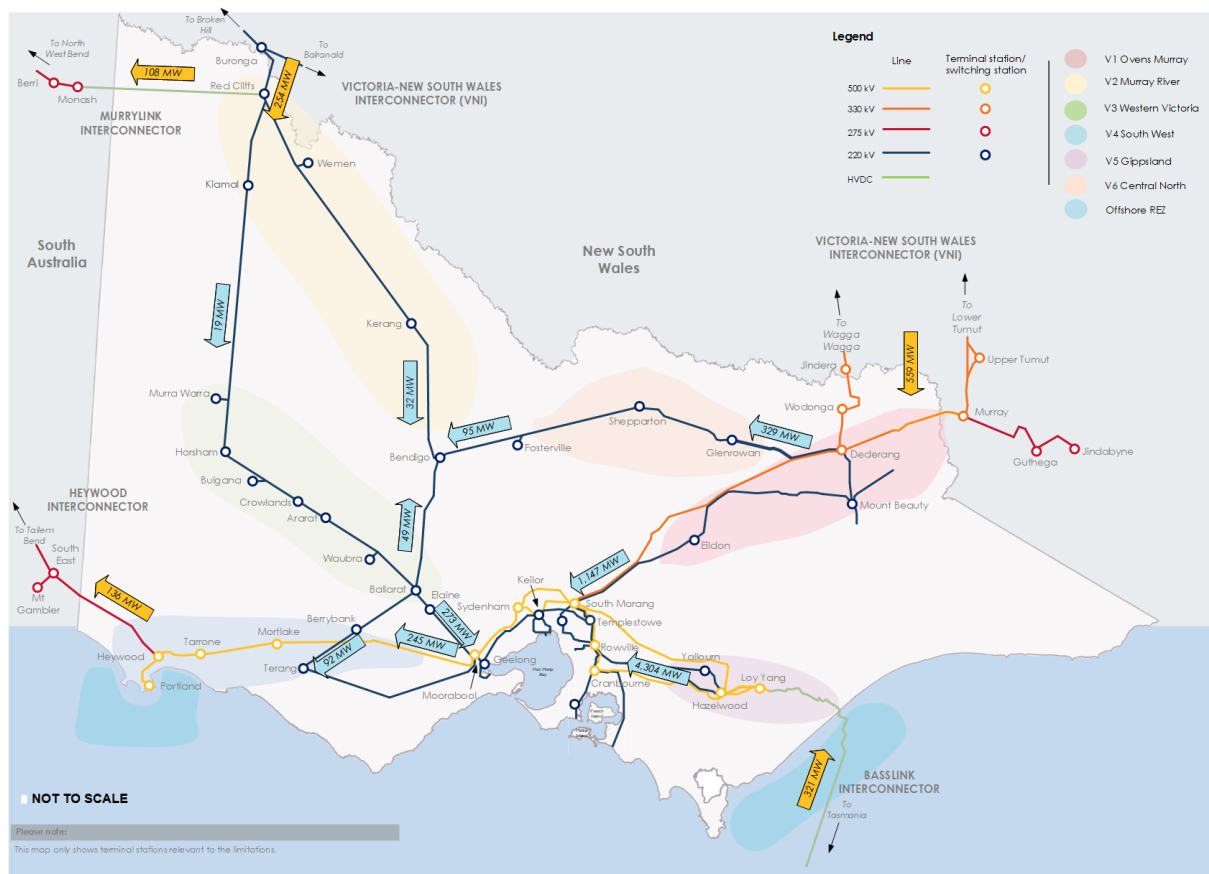 To Broken
Hill
To
Balranald
To North
West Bend
Buronga
108 MW
254 MW
Red Cliffs
Berri
Monash
VICTORIA-NEW SOUTH WALES
INTERCONNECTOR (VNI)
MURRYLINK
INTERCONNECTOR
Legend
Line
Terminal station/
switching station
500 kV
330 kV
275 kV
220 kV
HVDC
V1 Ovens Murray
V2 Murray River
V3 Western Victoria
V4 South West
V5 Gippsland
V6 Central North
Offshore REZ
Wemen
Kiamal
South
Australia
New South
Wales
VICTORIA-NEW SOUTH WALES
INTERCONNECTOR (VNI)
19 MW
Kerang
To
Wagga
Wagga
To
Lower
Tumut
559 MW
Jindera
Upper Tumut
32 MW
Murra Warra
Wodonga
Murray
Shepparton
95 MW
329 MW
Fosterville
Glenrowan
Dederang
Guthega
Jindabyne
Horsham
Bendigo
Bulgana
HEYWOOD
INTERCONNECTOR
Crowlands
Ararat
49 MW
Mount Beauty
To Tailem
Bend
South
East
Waubra
Eildon
1,147 MW
Mt
Gambler
136 MW
Ballarat
Elaine
Keilor
Sydenham
South Morang
273 MW
Templestowe
Berrybank
245 MW
Mortlake
Tarrone
Rowville
Heywood
92 MW
Terang
Geelong
Port Philip
Bay
4,304 MW
Yallourn
Loy Yang
Portland
Moorabool
Cranbourne
Hazelwood
French
Island
321 MW
BASSLINK
INTERCONNECTOR
To
Tasmania
NOT TO SCALE
Please note:
This map only shows terminal stations relevant to the limitations.